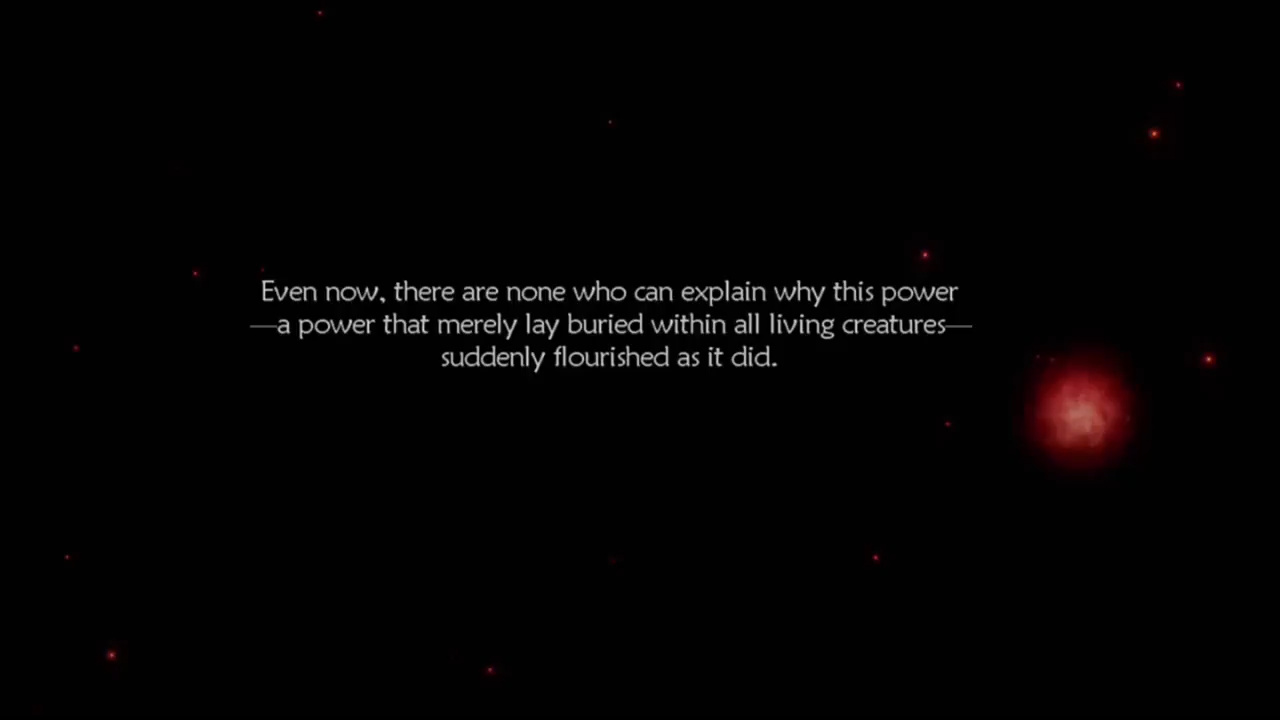 Even now, there are none who can explain why this power
—a power that merely lay buried within all living creatures—
suddenly flourished as it did.